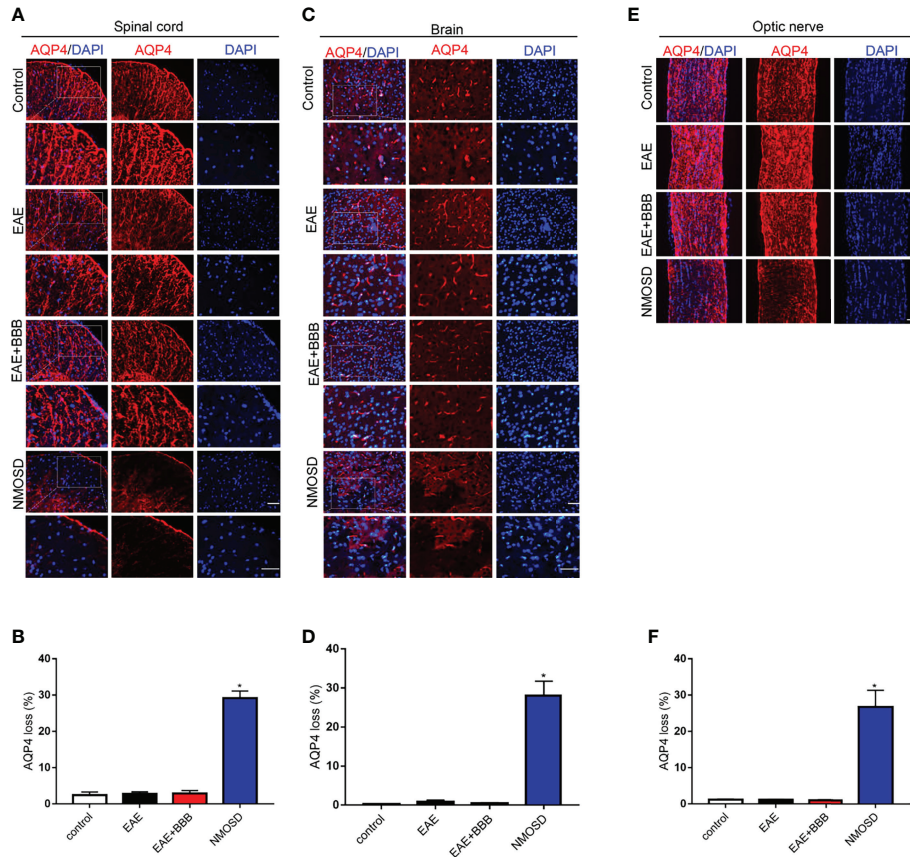 A
Spinal cord
AQP4/DAPI AQP4 DAPI
Control
EAE
EAE+BBB
NMOSD
C
Brain
AQP4/DAPI AQP4 DAPI
Control
EAE
EAE+BBB
NMOSD
E
Optic nerve
AQP4/DAPI AQP4 DAPI
Control
EAE
EAE+BBB
NMOSD
B
AQP4 loss (%)
40
30
20
10
0
*
control
EAE
EAE+BBB
NMOSD
D
AQP4 loss (%)
40
30
20
10
0
*
control
EAE
EAE+BBB
NMOSD
F
AQP4 loss (%)
40
30
20
10
0
*
control
EAE
EAE+BBB
NMOSD